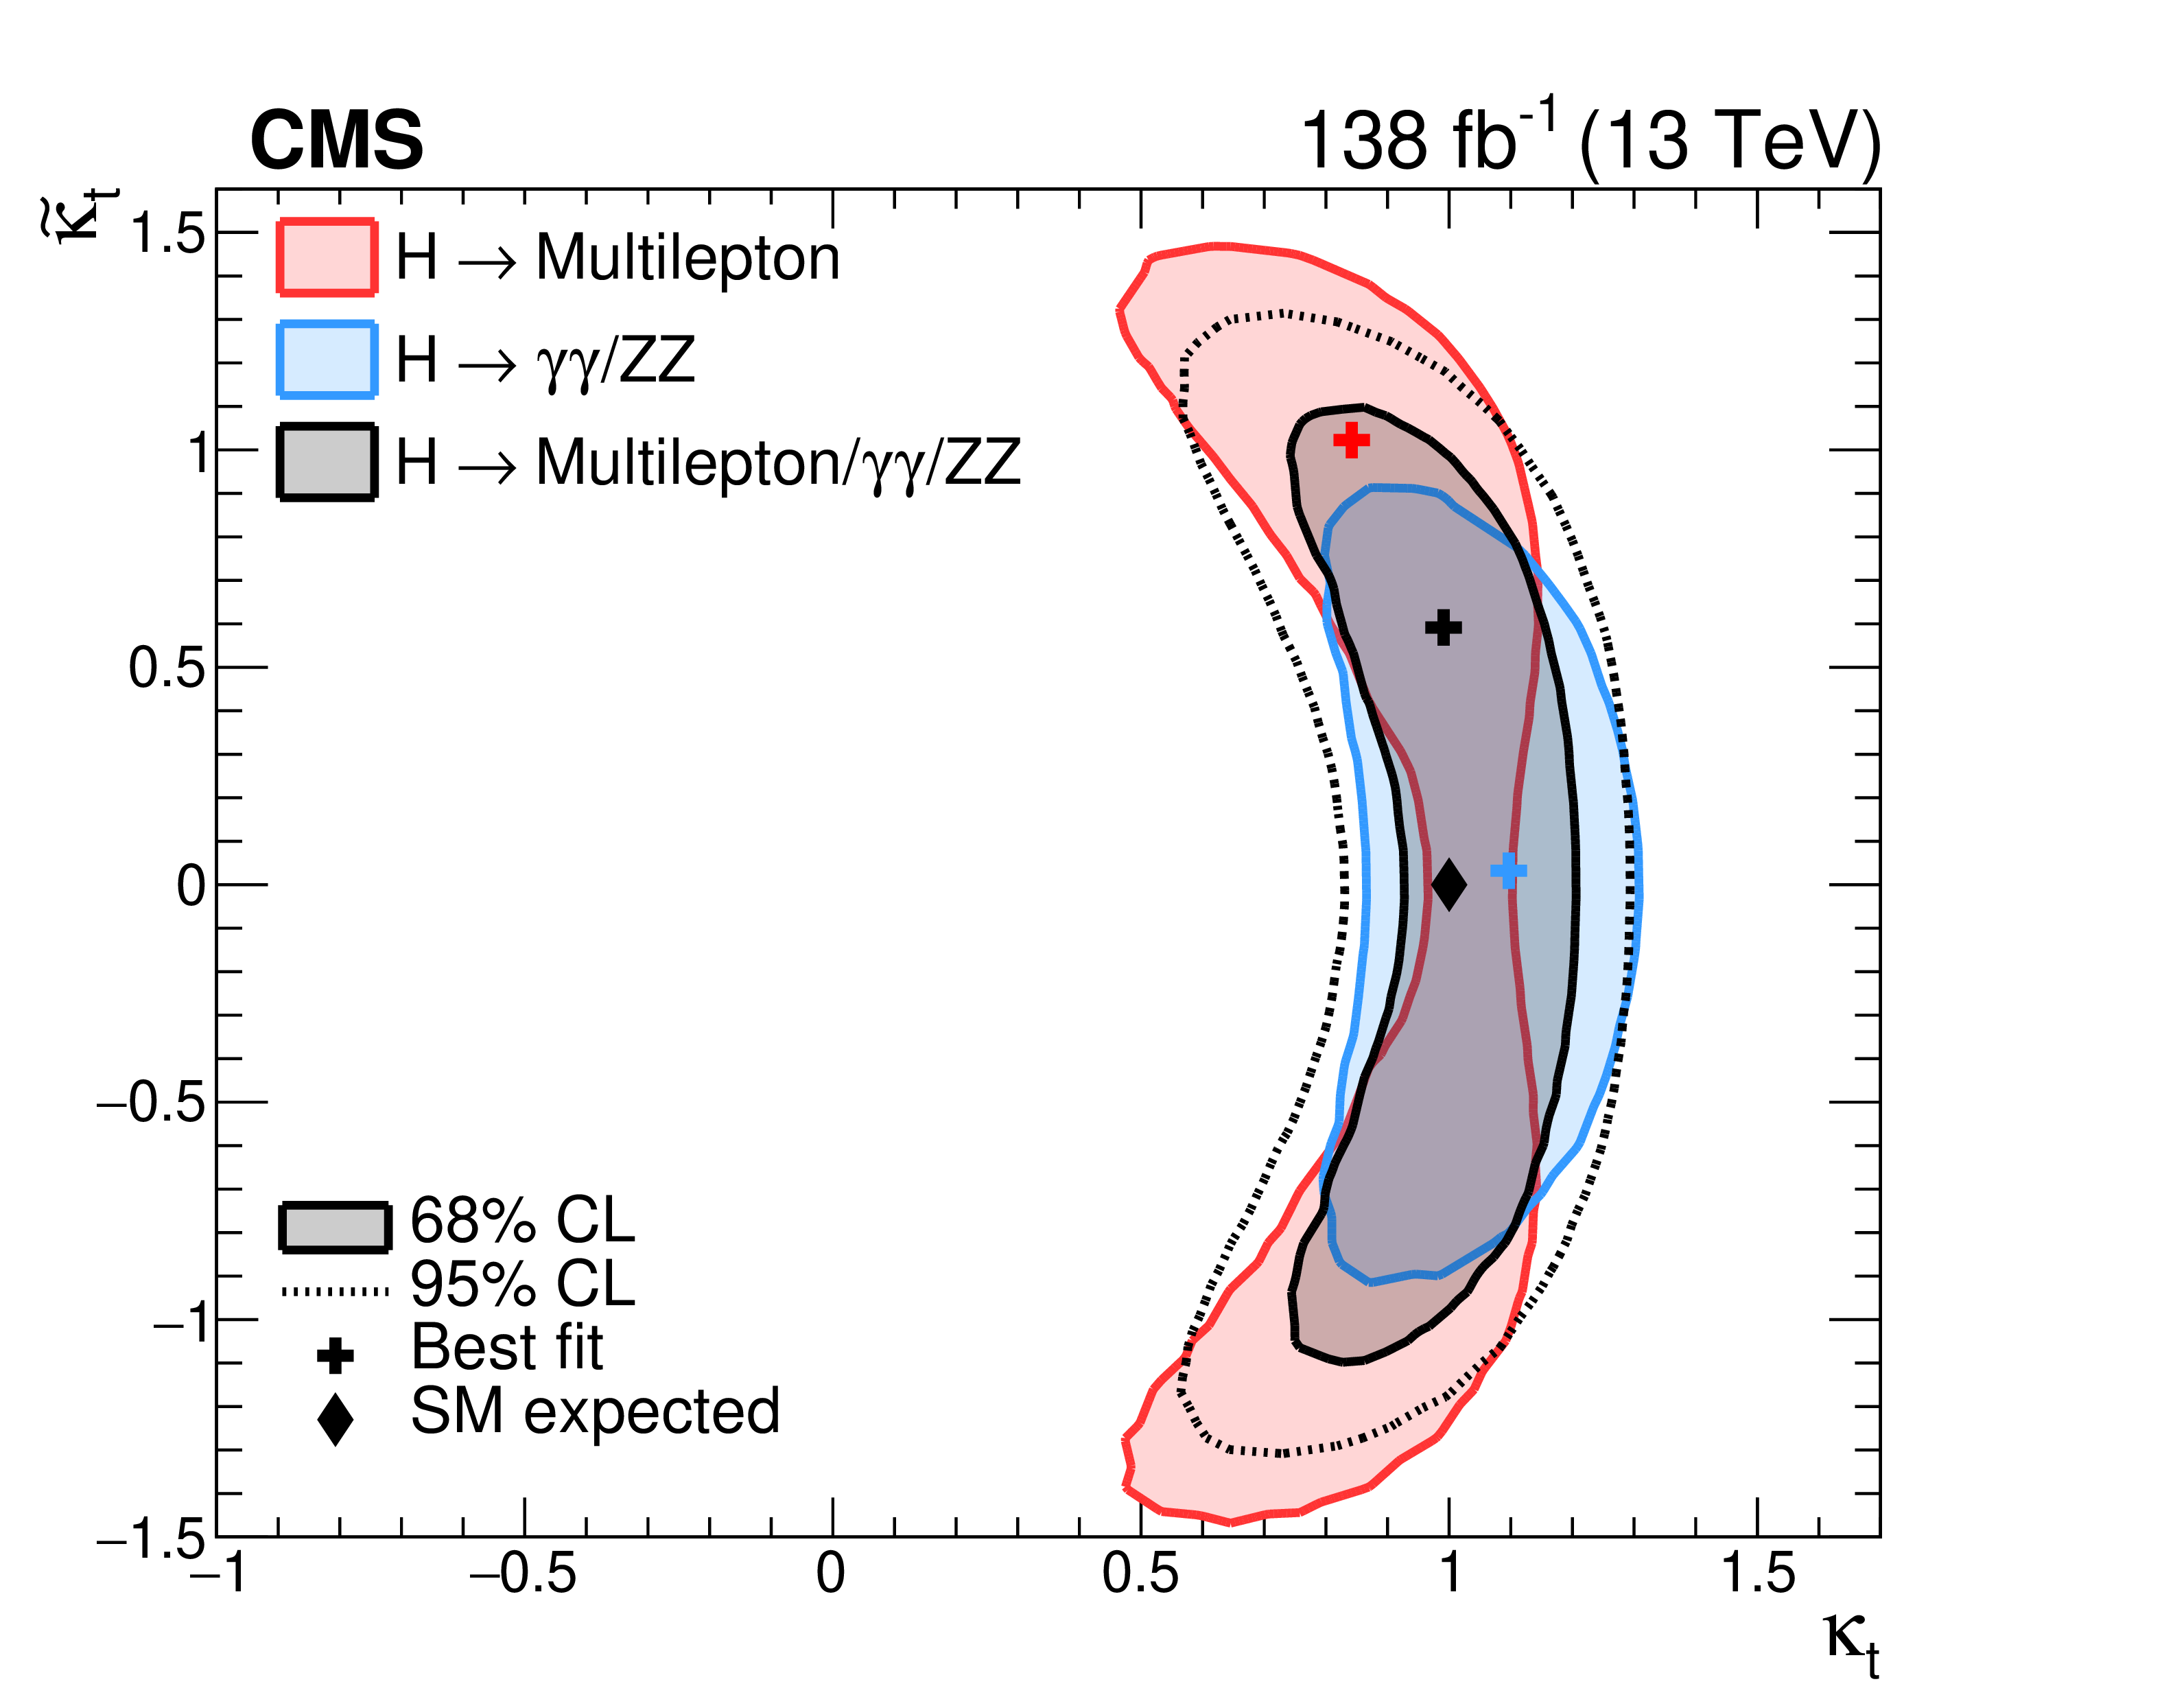 CMS 138 fb⁻¹ (13 TeV)
κ̃t
1.5
1
0.5
0
−0.5
−1
−1.5
H → Multilepton
H → γγ/ZZ
H → Multilepton/γγ/ZZ
68% CL
95% CL
Best fit
SM expected
−1 −0.5 0 0.5 1 1.5
κt